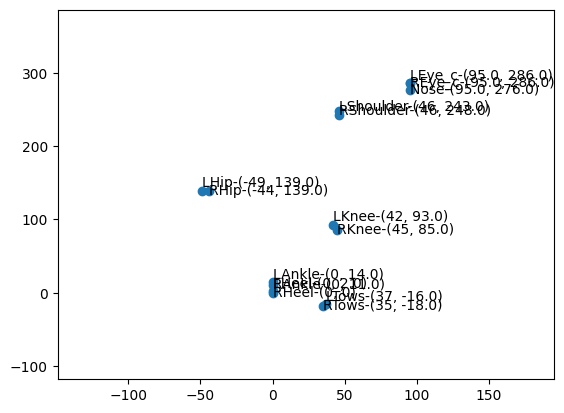 300
200
100
0
−100
−100
−50
0
50
100
150
LEye_c-(95.0, 286.0)
REye_c-(95.0, 286.0)
Nose-(95.0, 276.0)
LShoulder-(46, 243.0)
RShoulder-(46, 248.0)
LHip-(-49, 139.0)
RHip-(-44, 139.0)
LKnee-(42, 93.0)
RKnee-(45, 85.0)
LAnkle-(0, 14.0)
RHeel-(0, 0)
-(37, -16.0)
-(35, -18.0)